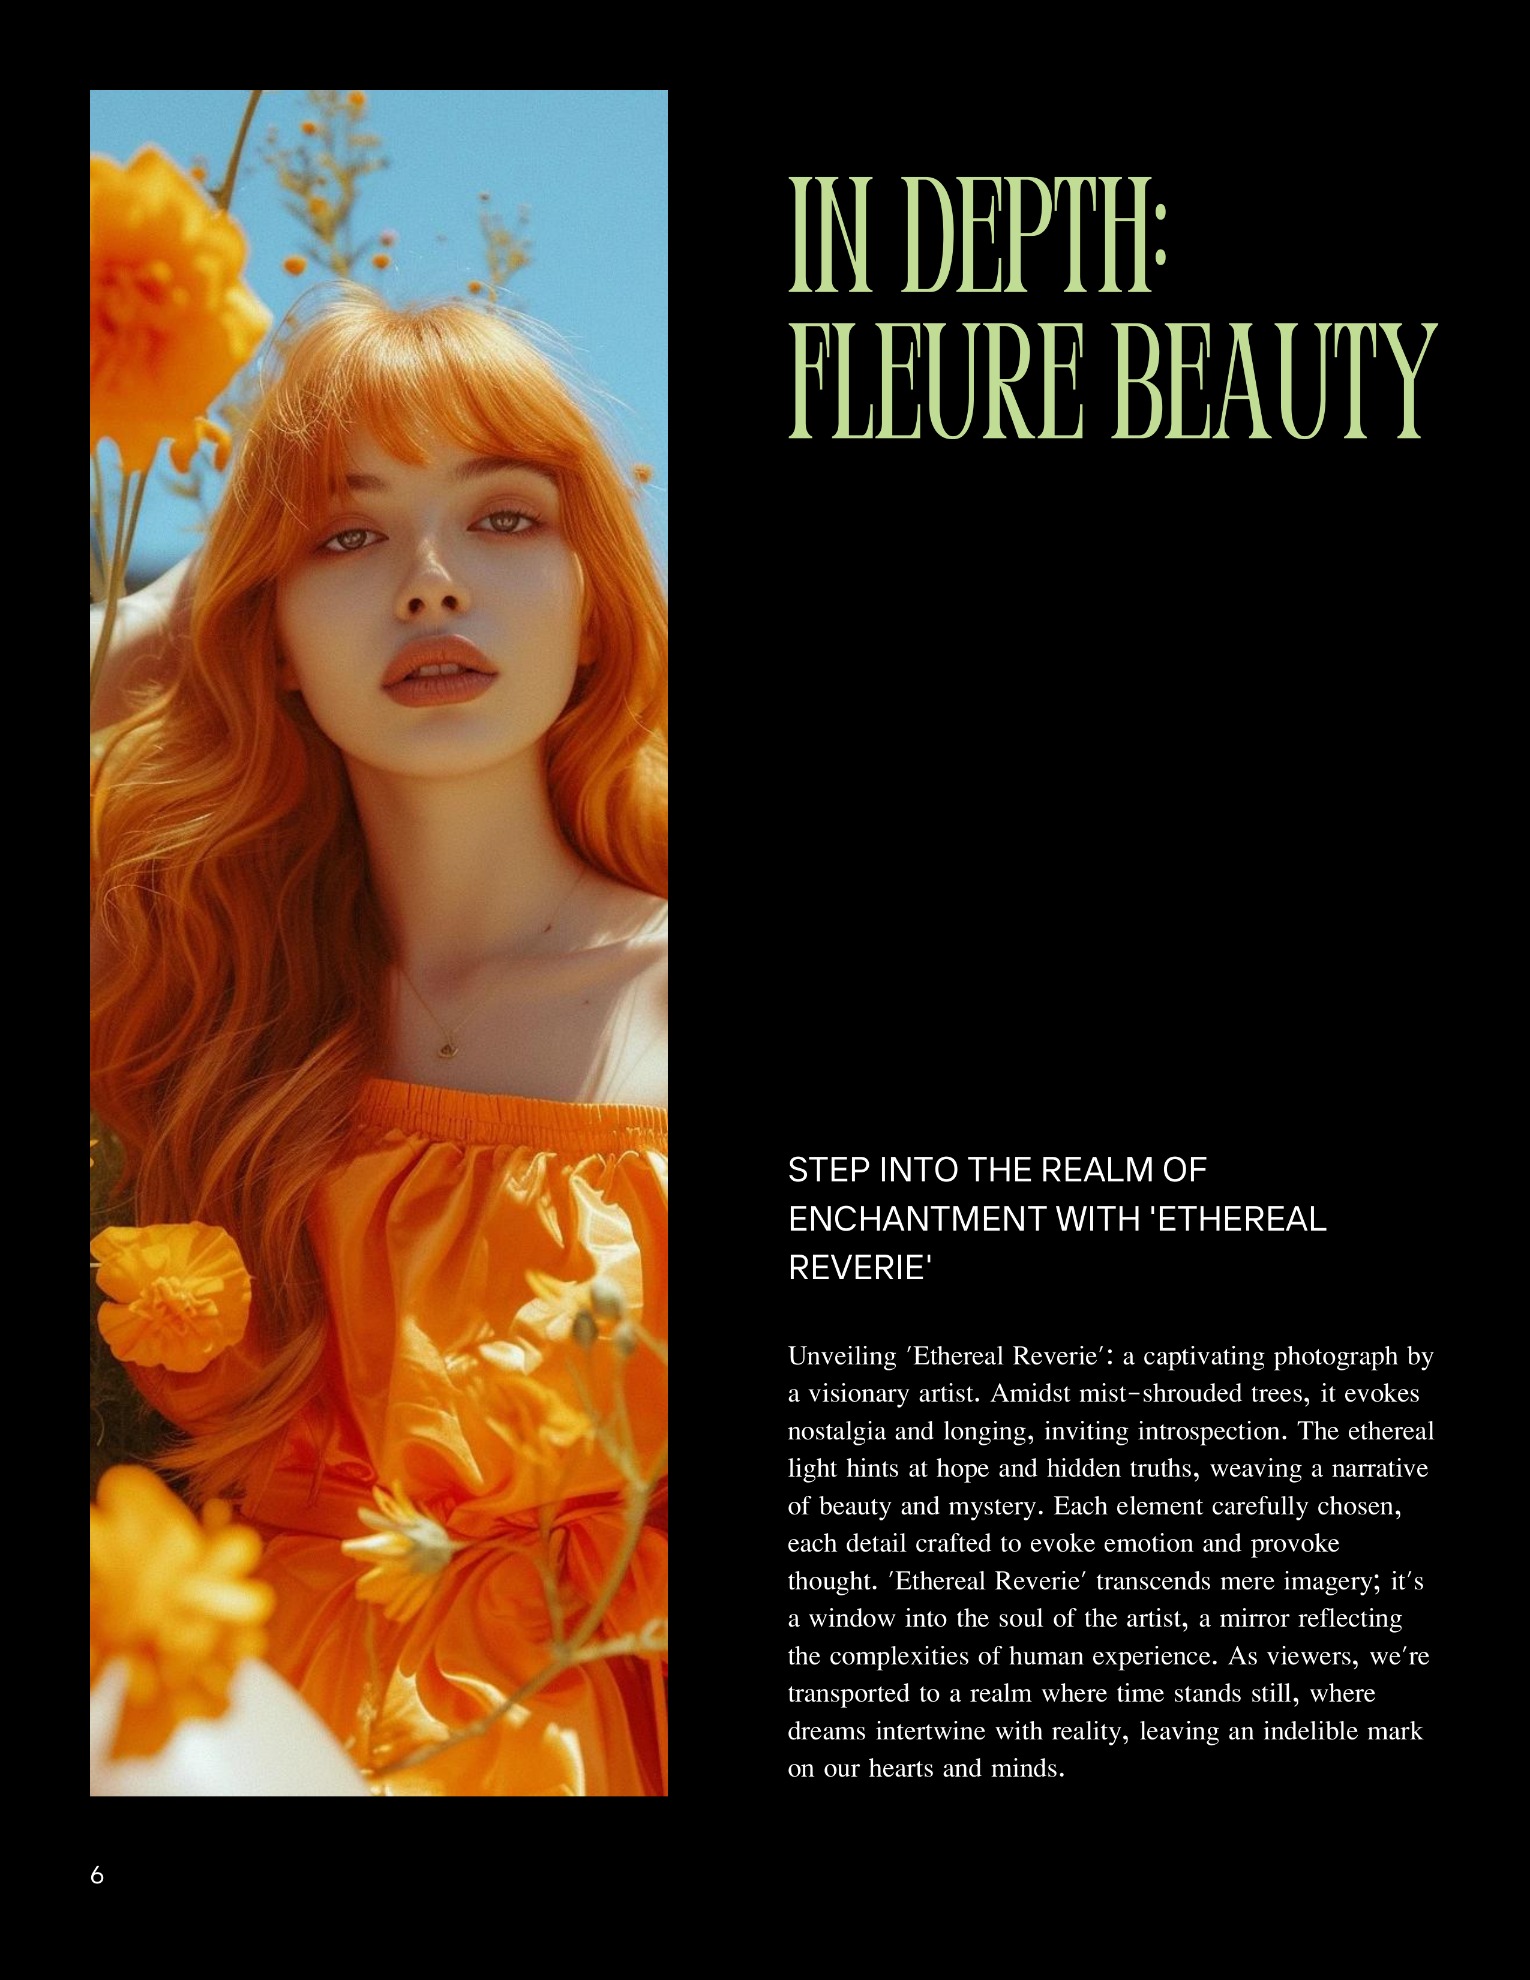 IN DEPTH:
FLEURE BEAUTY
STEP INTO THE REALM OF
ENCHANTMENT WITH 'ETHEREAL
REVERIE'
Unveiling 'Ethereal Reverie': a captivating photograph by
a visionary artist. Amidst mist-shrouded trees, it evokes
nostalgia and longing, inviting introspection. The ethereal
light hints at hope and hidden truths, weaving a narrative
of beauty and mystery. Each element carefully chosen,
each detail crafted to evoke emotion and provoke
thought. 'Ethereal Reverie' transcends mere imagery; it's
a window into the soul of the artist, a mirror reflecting
the complexities of human experience. As viewers, we're
transported to a realm where time stands still, where
dreams intertwine with reality, leaving an indelible mark
on our hearts and minds.
6